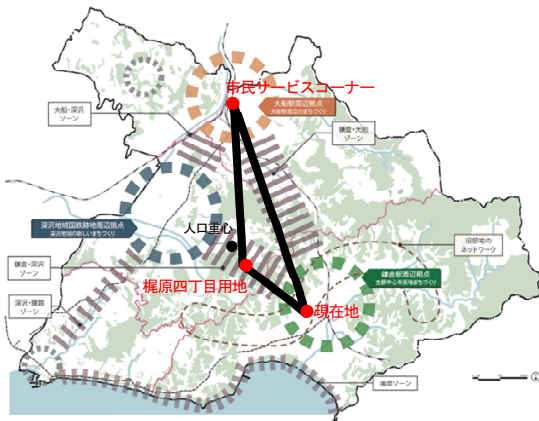 市民サービスコーナー
大船駅周辺拠点
大船駅周辺のまちづくり
大船・深沢
ゾーン
鎌倉・大船
ゾーン
深沢地域国鉄跡地周辺拠点
深沢地域の新しいまちづくり
人口重心
旧邸宅の
ネットワーク
鎌倉・深沢
ゾーン
梶原四丁目用地
鎌倉駅周辺拠点
古都中心市街地まちづくり
深沢・腰越
ゾーン
現在地
海岸ゾーン